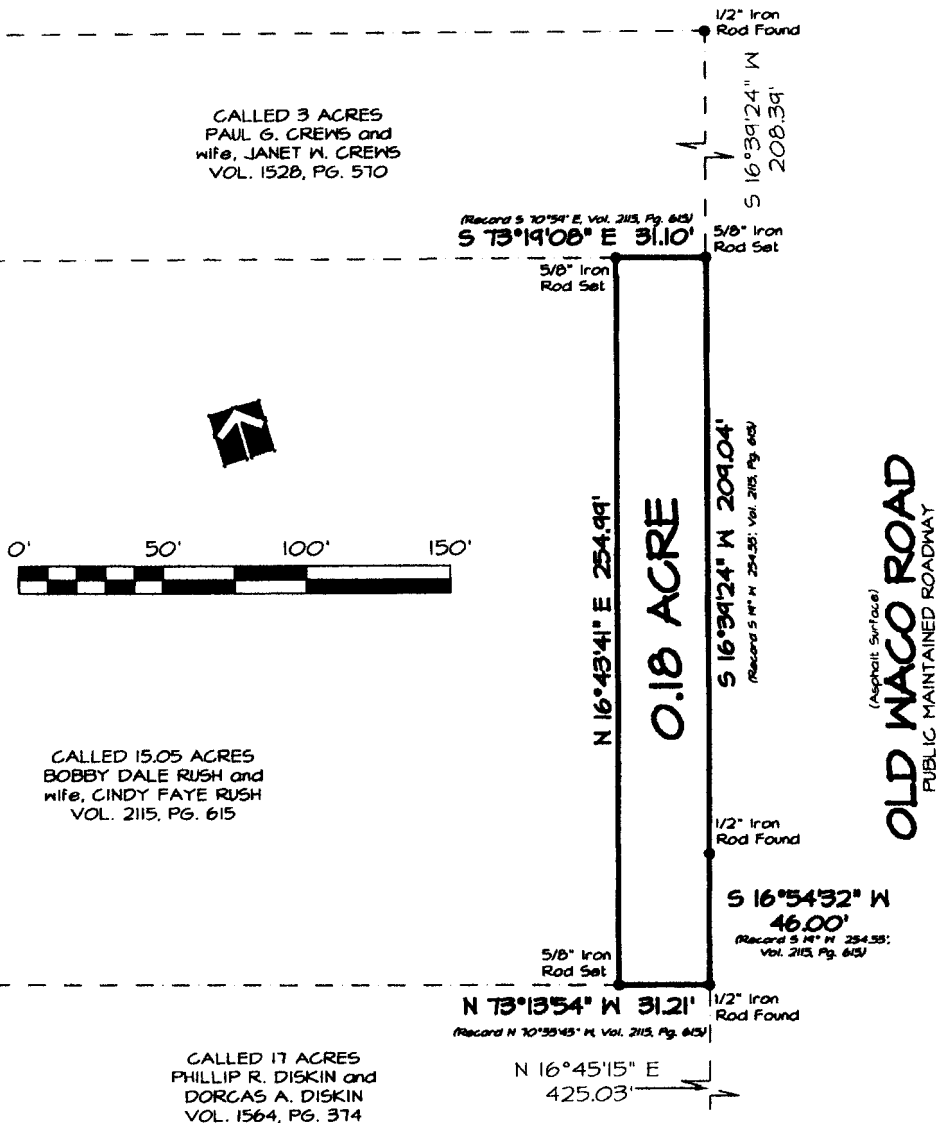 1/2" Iron
Rod Found
S 16°39'24" W
208.39'
CALLED 3 ACRES
PAUL G. CREWS and
wife, JANET W. CREWS
VOL. 1528, PG. 570
(Record S 70°54' E, Vol. 2115, Pg. 615)
S 73°19'08" E 31.10'
5/8" Iron
Rod Set
5/8" Iron
Rod Set
0' 50' 100' 150'
N 16°43'41" E 254.99'
0.18 ACRE
S 16°39'24" W 209.04'
(Record S 19° W 254.55', Vol. 2115, Pg. 615)
(Asphalt Surface)
OLD WACO ROAD
PUBLIC MAINTAINED ROADWAY
CALLED 15.05 ACRES
BOBBY DALE RUSH and
wife, CINDY FAYE RUSH
VOL. 2115, PG. 615
1/2" Iron
Rod Found
S 16°54'32" W
46.00'
(Record S 19° W 254.55',
Vol. 2115, Pg. 615)
5/8" Iron
Rod Set
N 73°13'54" W 31.21'
(Record N 70°55'45" W, Vol. 2115, Pg. 615)
1/2" Iron
Rod Found
CALLED 17 ACRES
PHILLIP R. DISKIN and
DORCAS A. DISKIN
VOL. 1564, PG. 374
N 16°45'15" E
425.03'